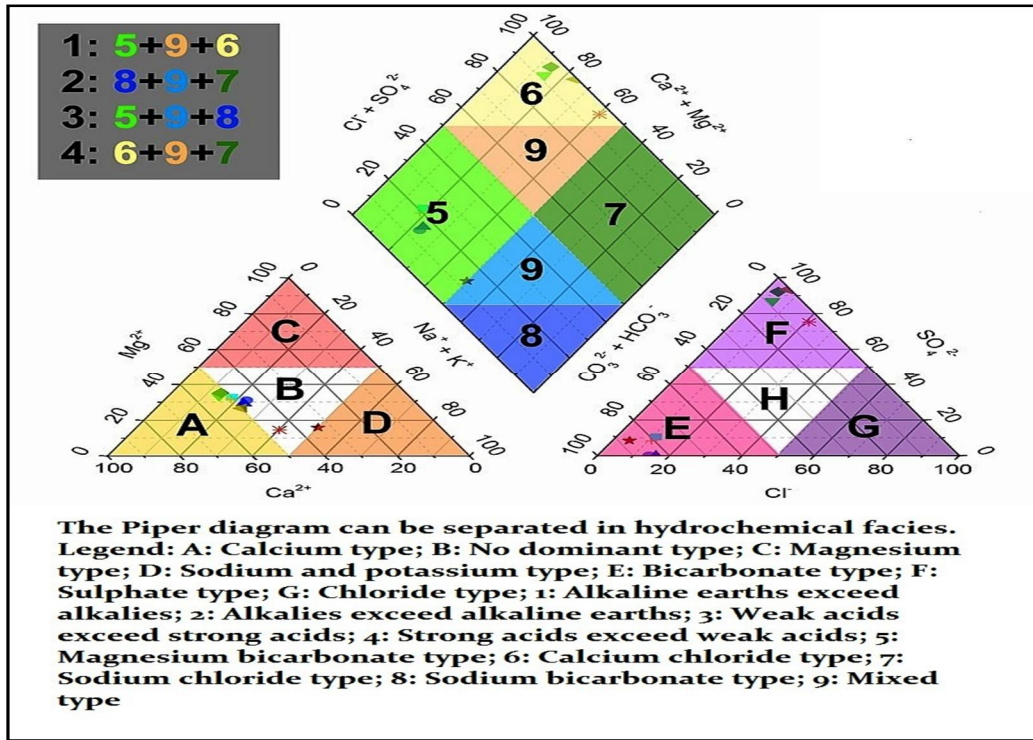 1: 5+9+6
2: 8+9+7
3: 5+9+8
4: 6+9+7
100
100
80
80
60
60
40
40
20
20
0
0
Cl⁻ + SO₄²⁻
Ca²⁺ + Mg²⁺
6
9
5
7
9
8
100
0
80
20
60
40
40
60
20
80
0
100
Mg²⁺
Na⁺ + K⁺
C
B
A
D
100
80
60
40
20
0
Ca²⁺
0
100
20
80
40
60
60
40
80
20
100
0
CO₃²⁻ + HCO₃⁻
SO₄²⁻
F
H
E
G
0
20
40
60
80
100
Cl⁻
The Piper diagram can be separated in hydrochemical facies.
Legend: A: Calcium type; B: No dominant type; C: Magnesium
type; D: Sodium and potassium type; E: Bicarbonate type; F:
Sulphate type; G: Chloride type; 1: Alkaline earths exceed
alkalies; 2: Alkalies exceed alkaline earths; 3: Weak acids
exceed strong acids; 4: Strong acids exceed weak acids; 5:
Magnesium bicarbonate type; 6: Calcium chloride type; 7:
Sodium chloride type; 8: Sodium bicarbonate type; 9: Mixed
type